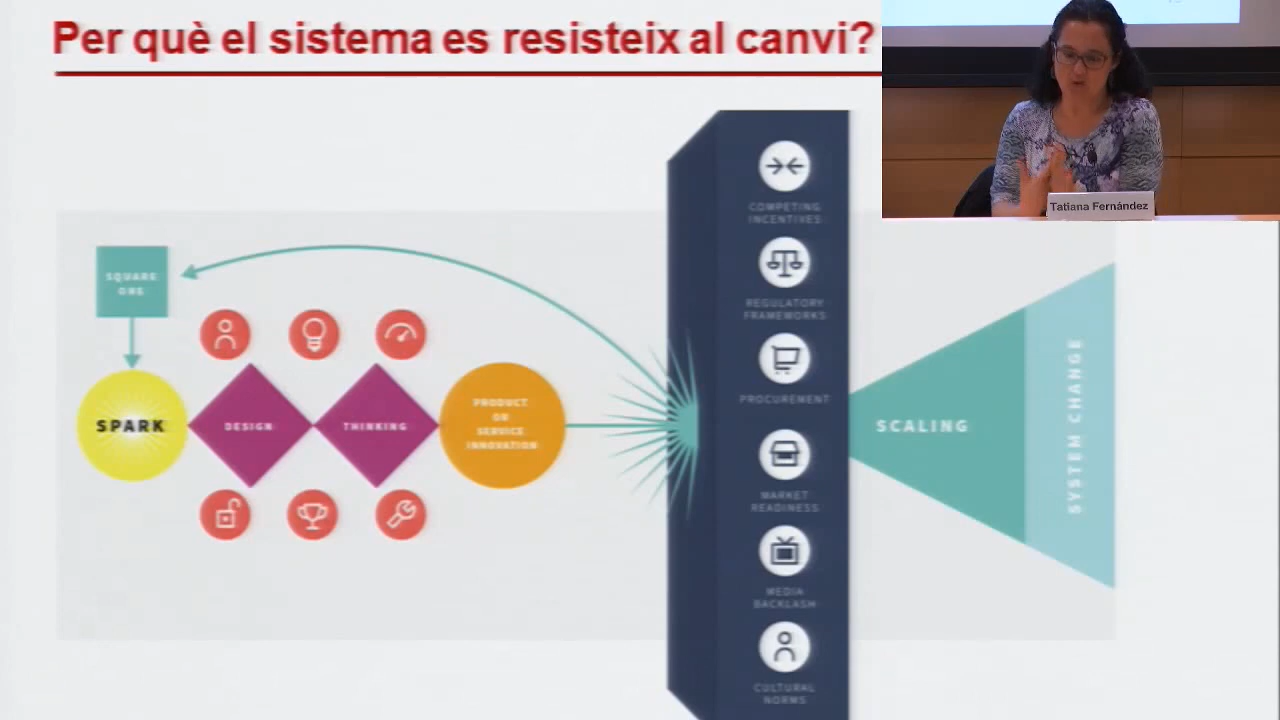 Per què el sistema es resisteix al canvi?
Tatiana Fernández
SQUARE
ONE
SPARK
DESIGN
THINKING
PRODUCT
OR
SERVICE
INNOVATION
COMPETING
INCENTIVES
REGULATORY
FRAMEWORKS
PROCUREMENT
MARKET
READINESS
MEDIA
BACKLASH
CULTURAL
NORMS
SCALING
SYSTEM CHANGE